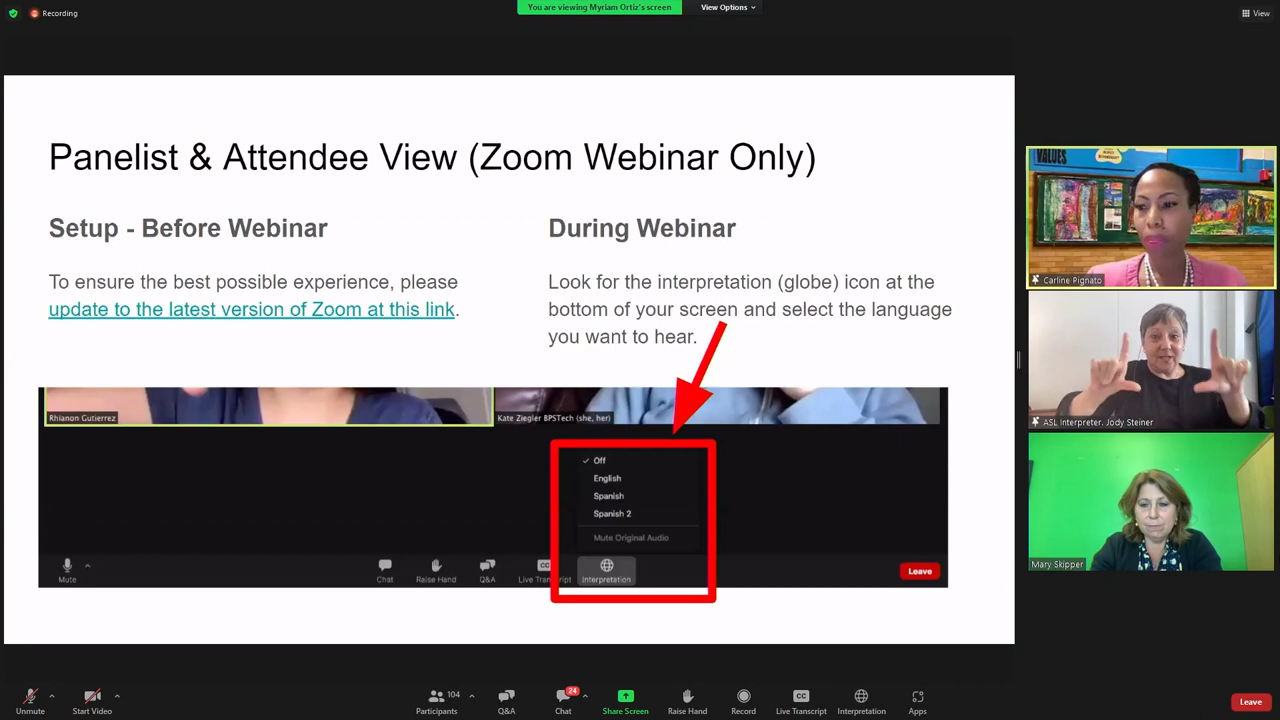 Recording
You are viewing Myriam Ortiz's screen
View Options
View
Panelist & Attendee View (Zoom Webinar Only)
Setup - Before Webinar
To ensure the best possible experience, please
update to the latest version of Zoom at this link.
During Webinar
Look for the interpretation (globe) icon at the
bottom of your screen and select the language
you want to hear.
Rhianon Gutierrez
Kate Ziegler BPSTech (she, her)
Off
English
Spanish
Spanish 2
Mute Original Audio
Mute
Chat
Raise Hand
Q&A
CC
Live Transcript
Interpretation
Leave
VALUES
Carline Pignato
ASL Interpreter. Jody Steiner
Mary Skipper
Unmute
Start Video
104
Participants
Q&A
24
Chat
Share Screen
Raise Hand
Record
CC
Live Transcript
Interpretation
Apps
Leave